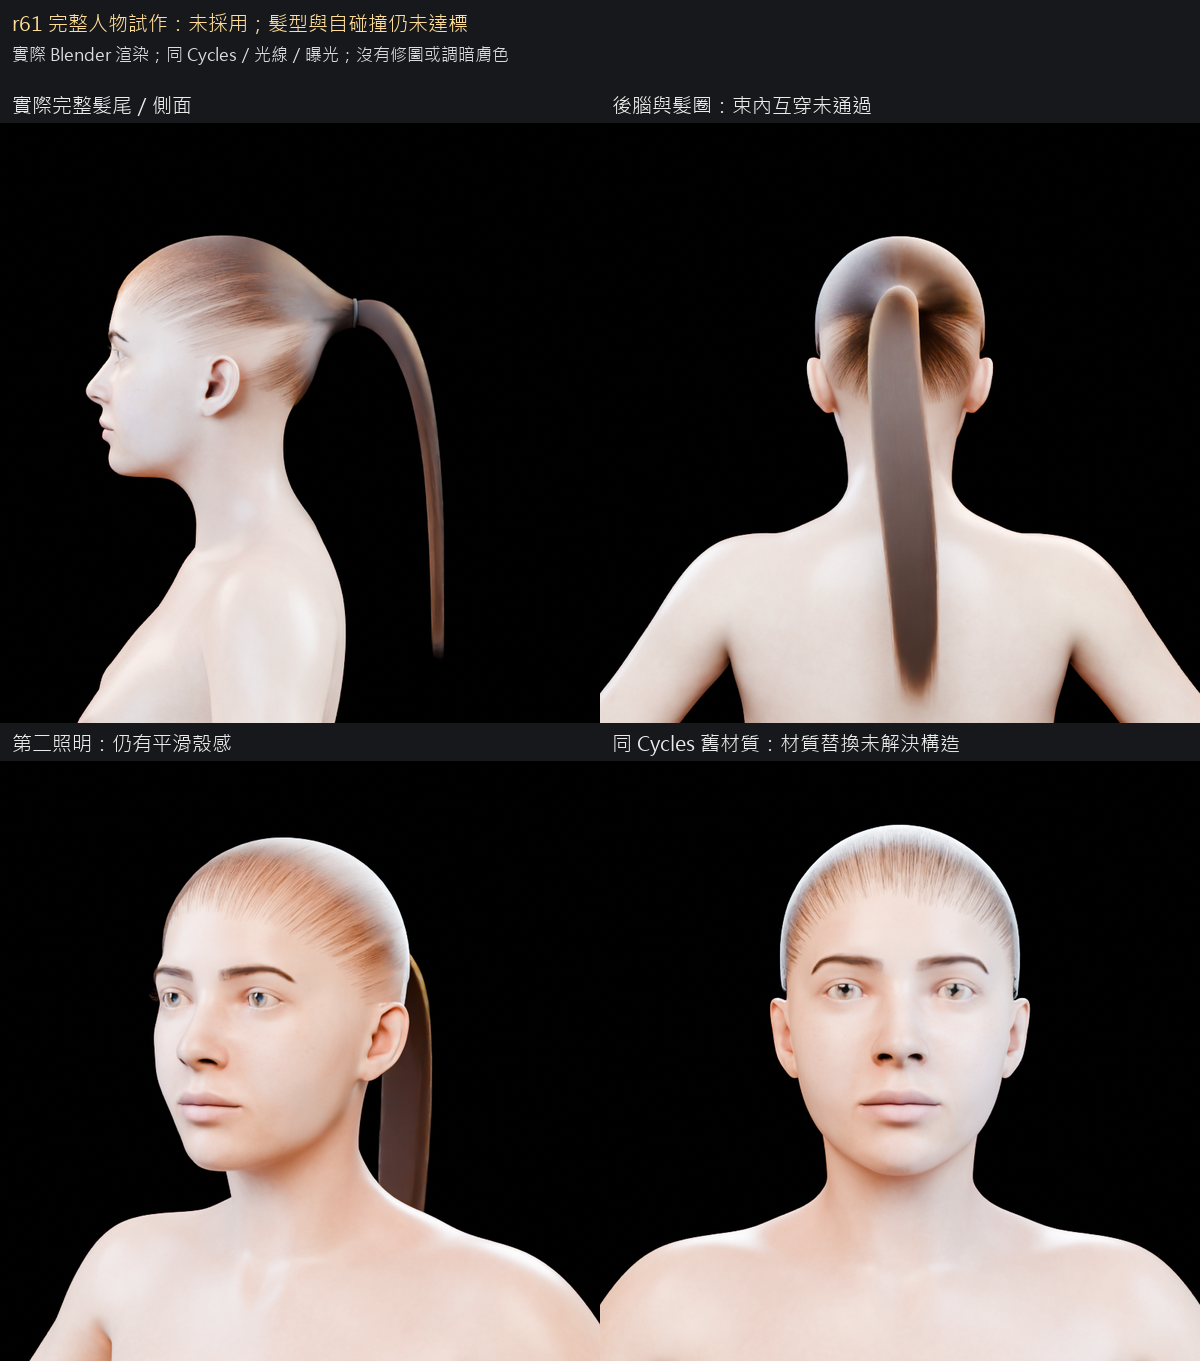 r61 完整人物試作：未採用；髮型與自碰撞仍未達標
實際 Blender 渲染；同 Cycles / 光線 / 曝光；沒有修圖或調暗膚色
實際完整髮尾 / 側面
後腦與髮圈：束內互穿未通過
第二照明：仍有平滑殼感
同 Cycles 舊材質：材質替換未解決構造